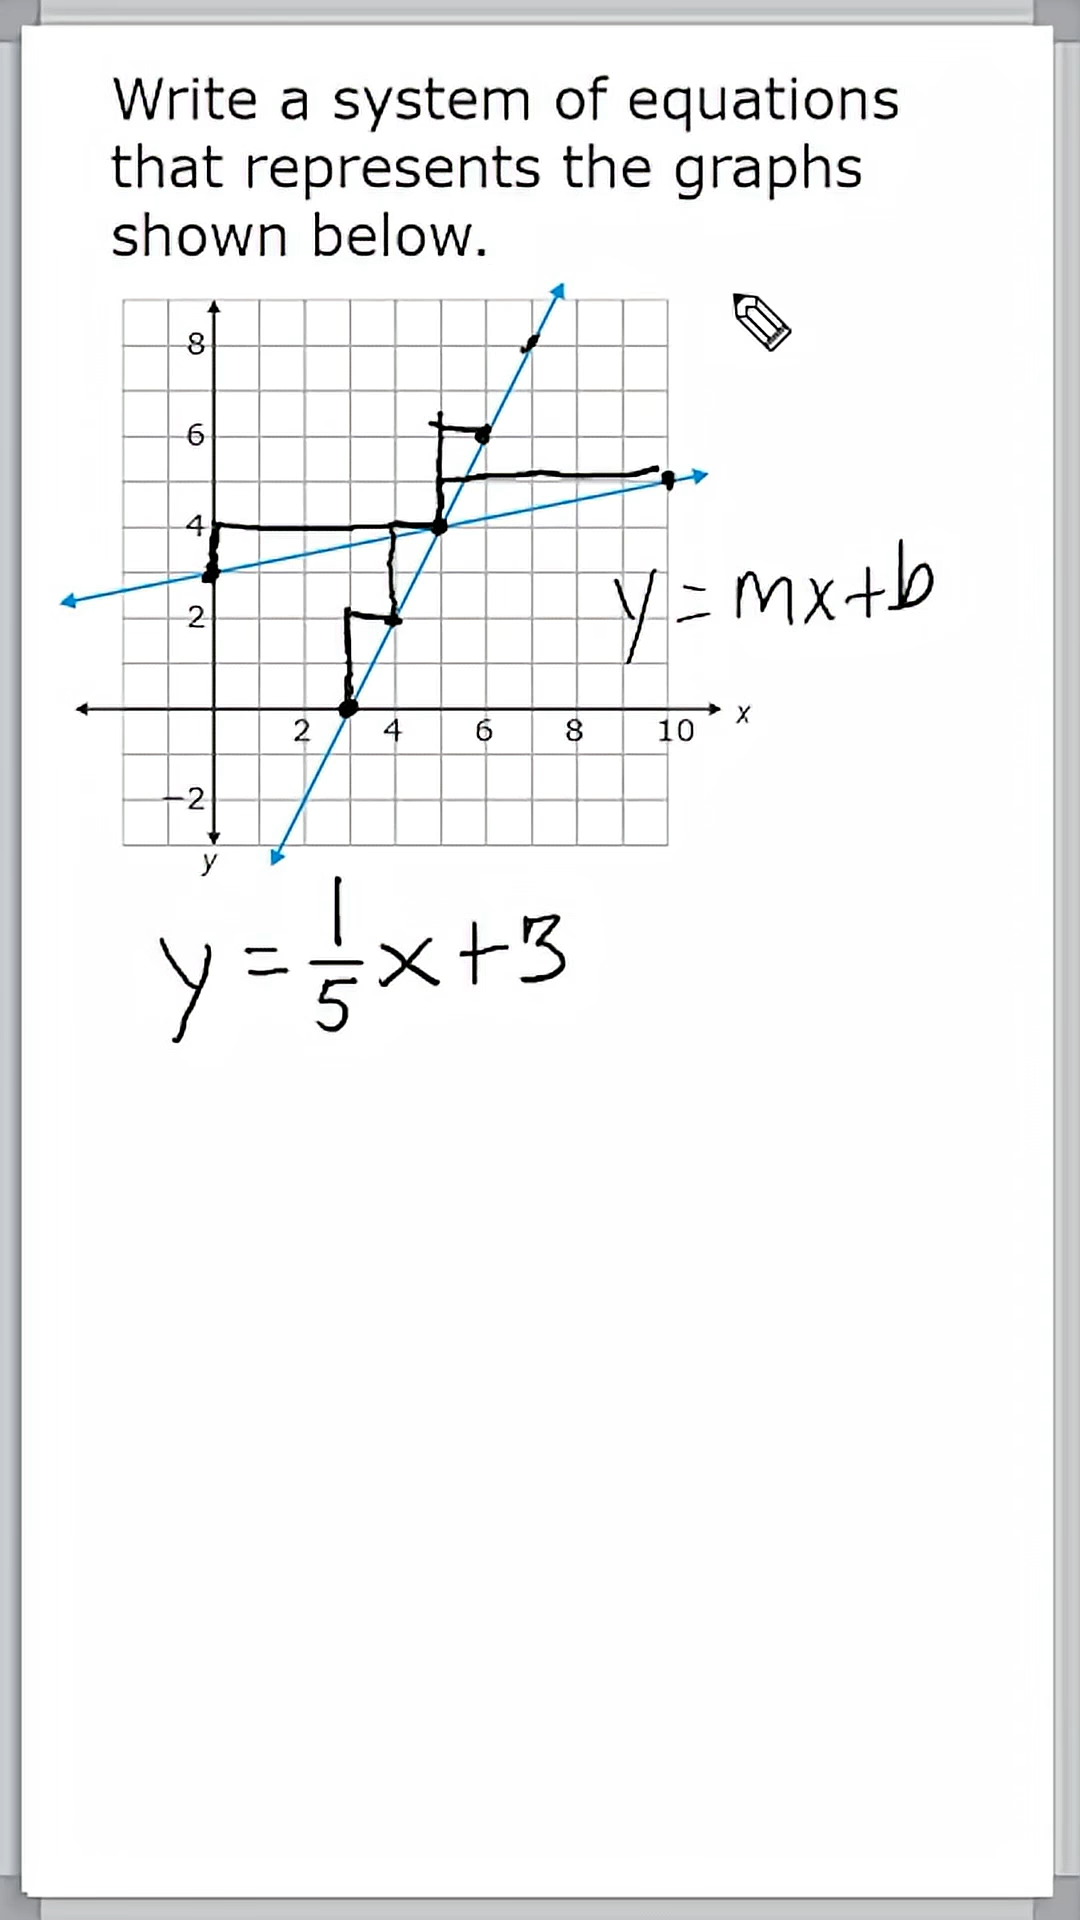 Write a system of equations
that represents the graphs
shown below.
8
6
4
2
y = mx+b
2 4 6 8 10 x
−2
y
y = 1/5 x + 3